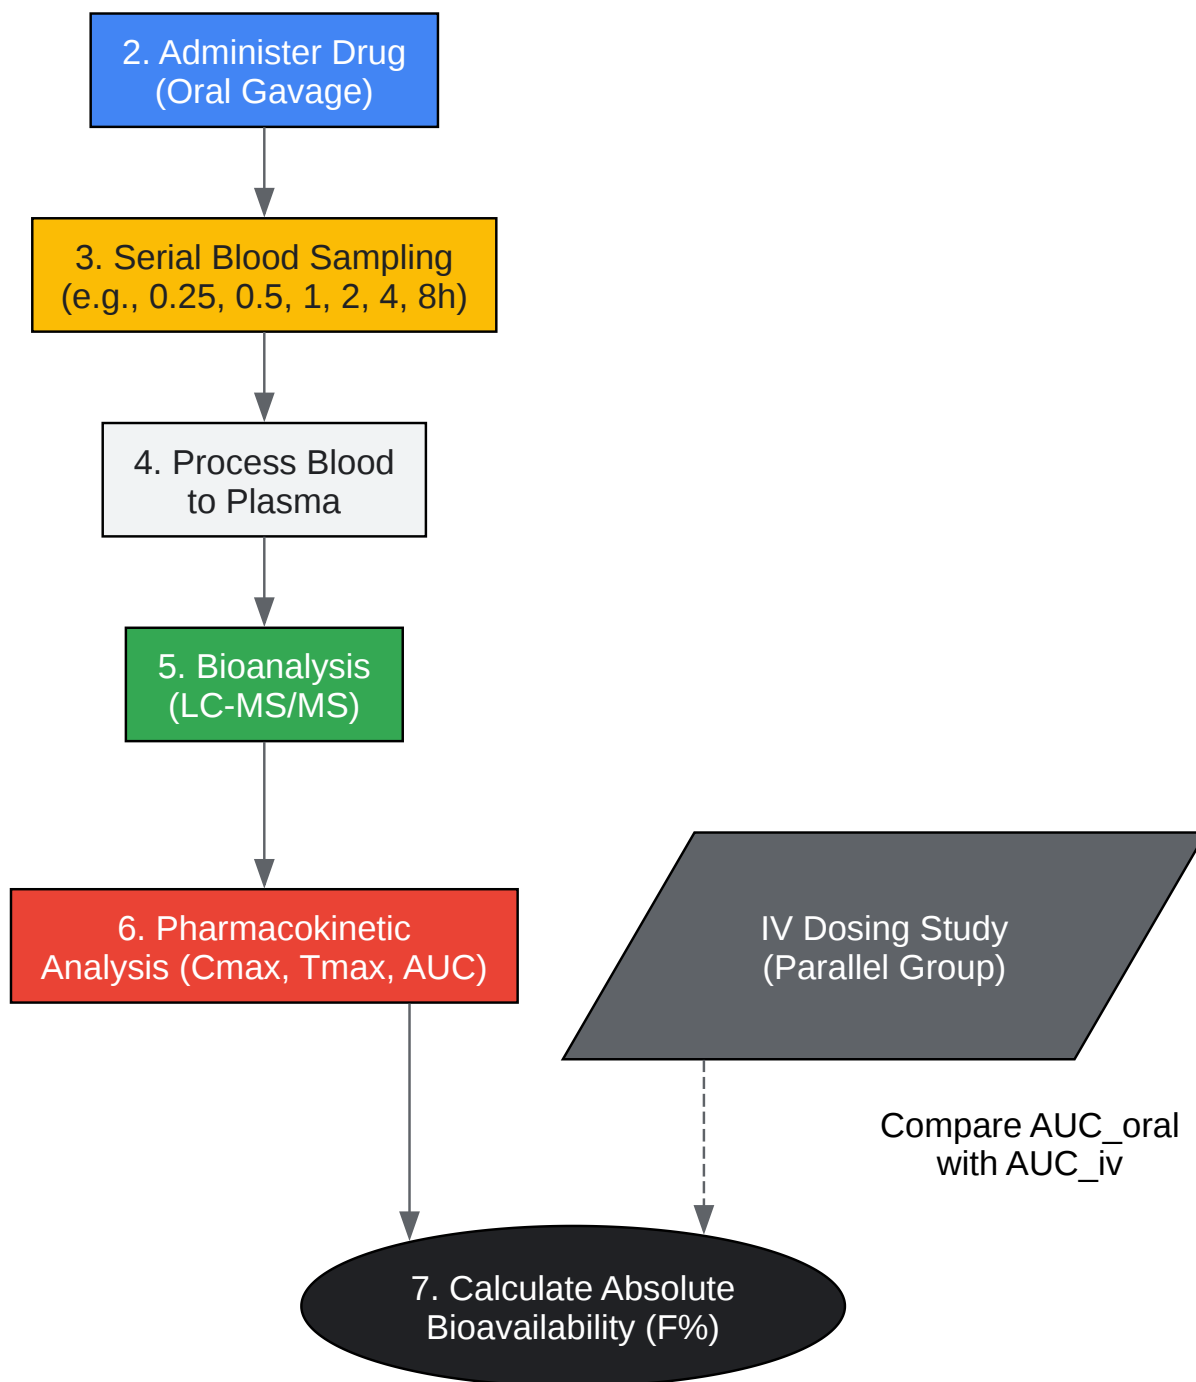 2. Administer Drug
(Oral Gavage)
3. Serial Blood Sampling
(e.g., 0.25, 0.5, 1, 2, 4, 8h)
4. Process Blood
to Plasma
5. Bioanalysis
(LC-MS/MS)
6. Pharmacokinetic
Analysis (Cmax, Tmax, AUC)
IV Dosing Study
(Parallel Group)
Compare AUC_oral
with AUC_iv
7. Calculate Absolute
Bioavailability (F%)